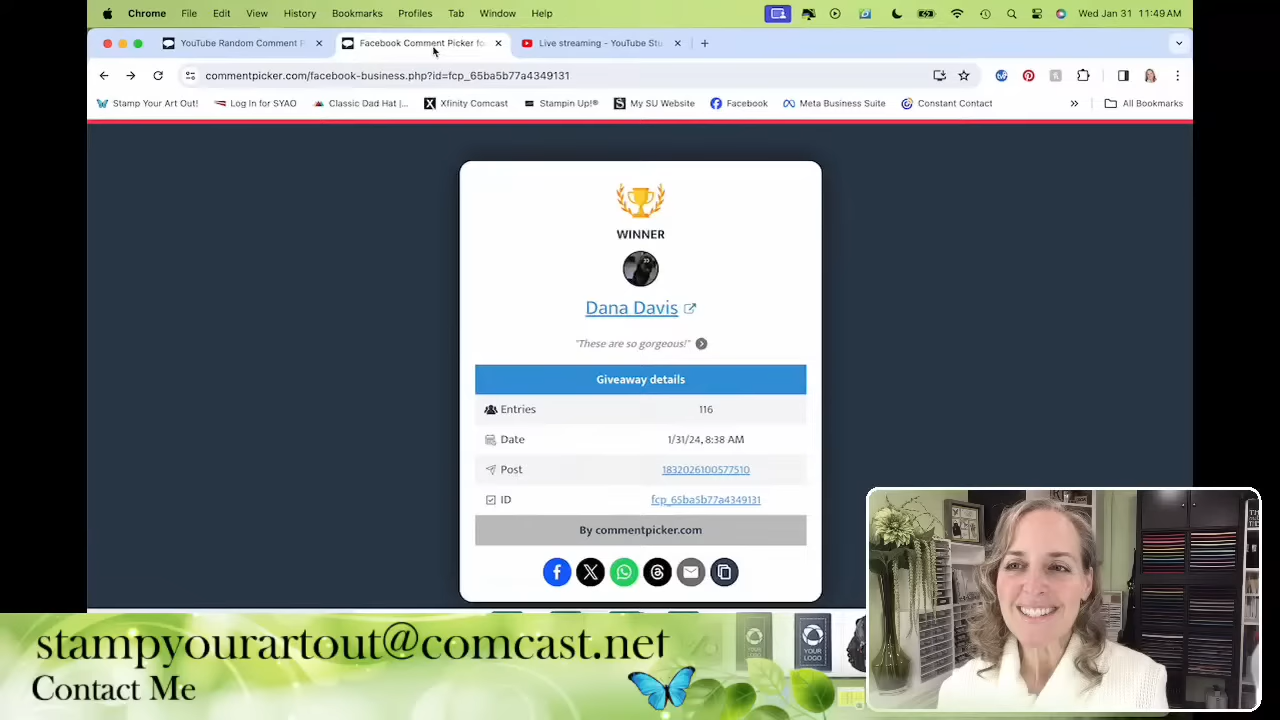 Chrome File Edit View History Bookmarks Profiles Tab Window Help Wed Jan 31 11:49 AM
YouTube Random Comment P Facebook Comment Picker fo Live streaming - YouTube Stu
commentpicker.com/facebook-business.php?id=fcp_65ba5b77a4349131
Stamp Your Art Out! Log In for SYAO Classic Dad Hat |... Xfinity Comcast Stampin Up!® My SU Website Facebook Meta Business Suite Constant Contact » All Bookmarks
WINNER
Dana Davis
"These are so gorgeous!"
Giveaway details
Entries 116
Date 1/31/24, 8:38 AM
Post 1832026100577510
ID fcp_65ba5b77a4349131
By commentpicker.com
YOUR
LOGO
stampyourartout@comcast.net
Contact Me